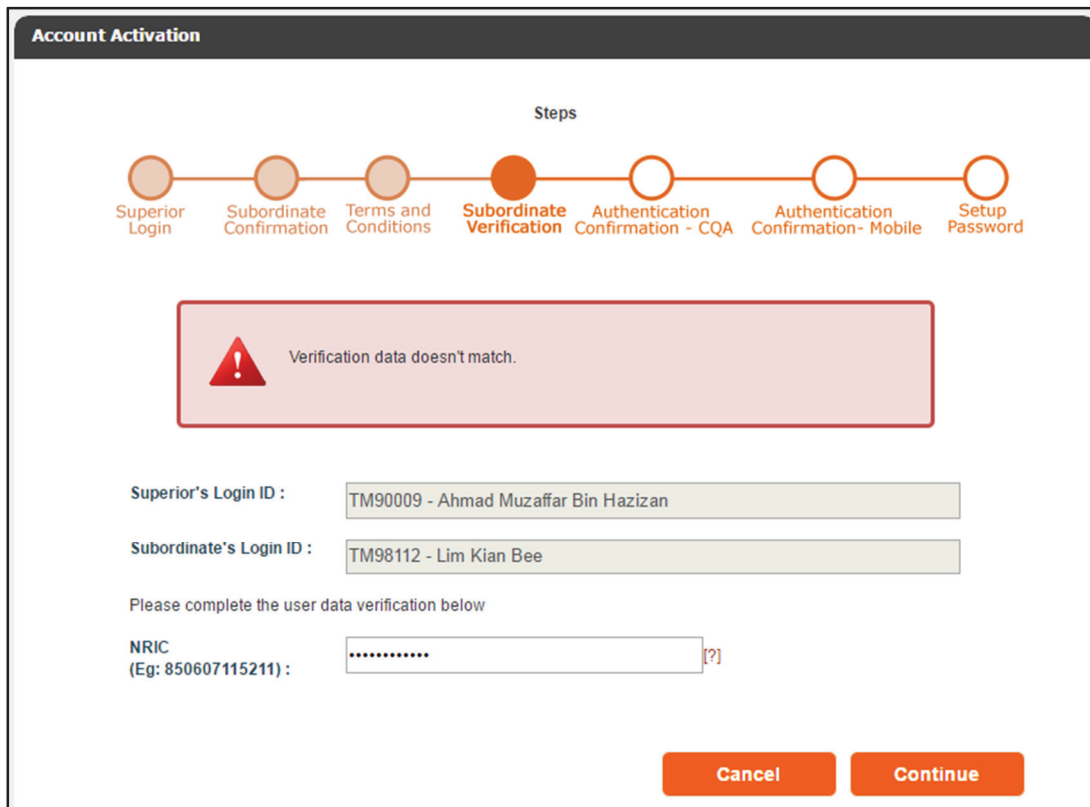 Account Activation
Steps
Superior Login
Subordinate Confirmation
Terms and Conditions
Subordinate Verification
Authentication Confirmation - CQA
Authentication Confirmation- Mobile
Setup Password
!
Verification data doesn't match.
Superior's Login ID : TM90009 - Ahmad Muzaffar Bin Hazizan
Subordinate's Login ID : TM98112 - Lim Kian Bee
Please complete the user data verification below
NRIC
(Eg: 850607115211) : •••••••••••• [?]
Cancel Continue